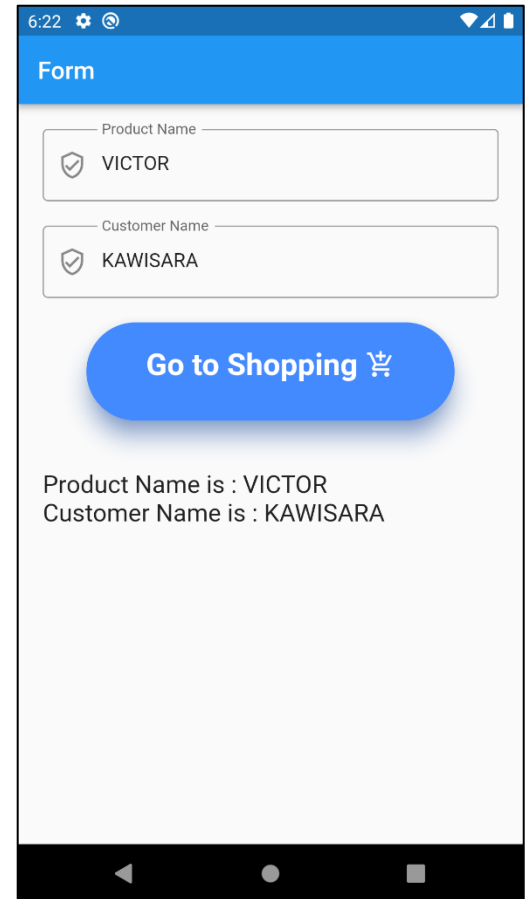 6:22
Form
Product Name
VICTOR
Customer Name
KAWISARA
Go to Shopping
Product Name is : VICTOR
Customer Name is : KAWISARA